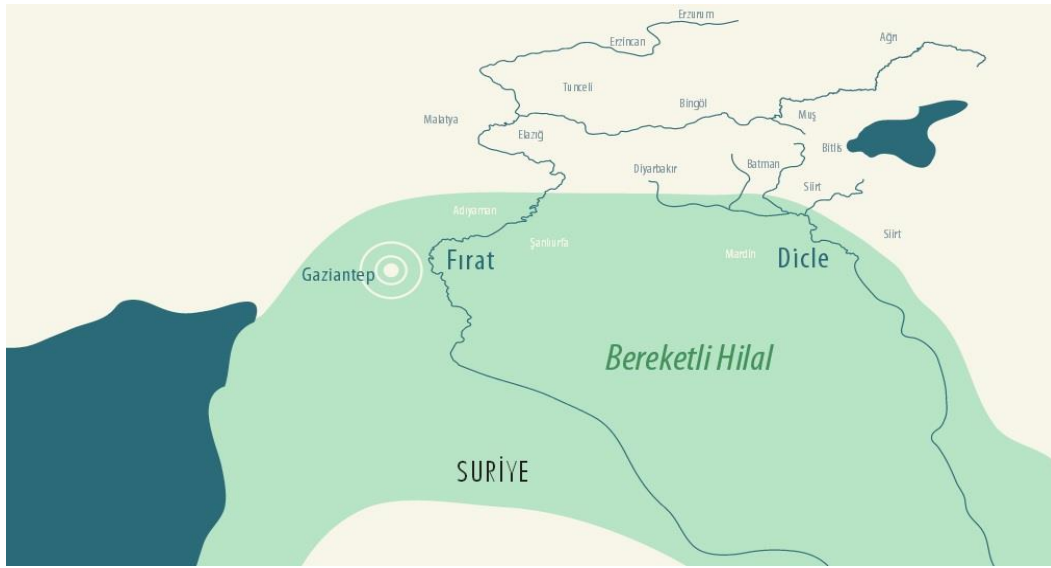 Erzurum
Erzincan
Ağrı
Tunceli
Bingöl
Malatya
Muş
Elazığ
Bitlis
Diyarbakır
Batman
Siirt
Adıyaman
Siirt
Şanlıurfa
Mardin
Dicle
Fırat
Gaziantep
Bereketli Hilal
SURİYE